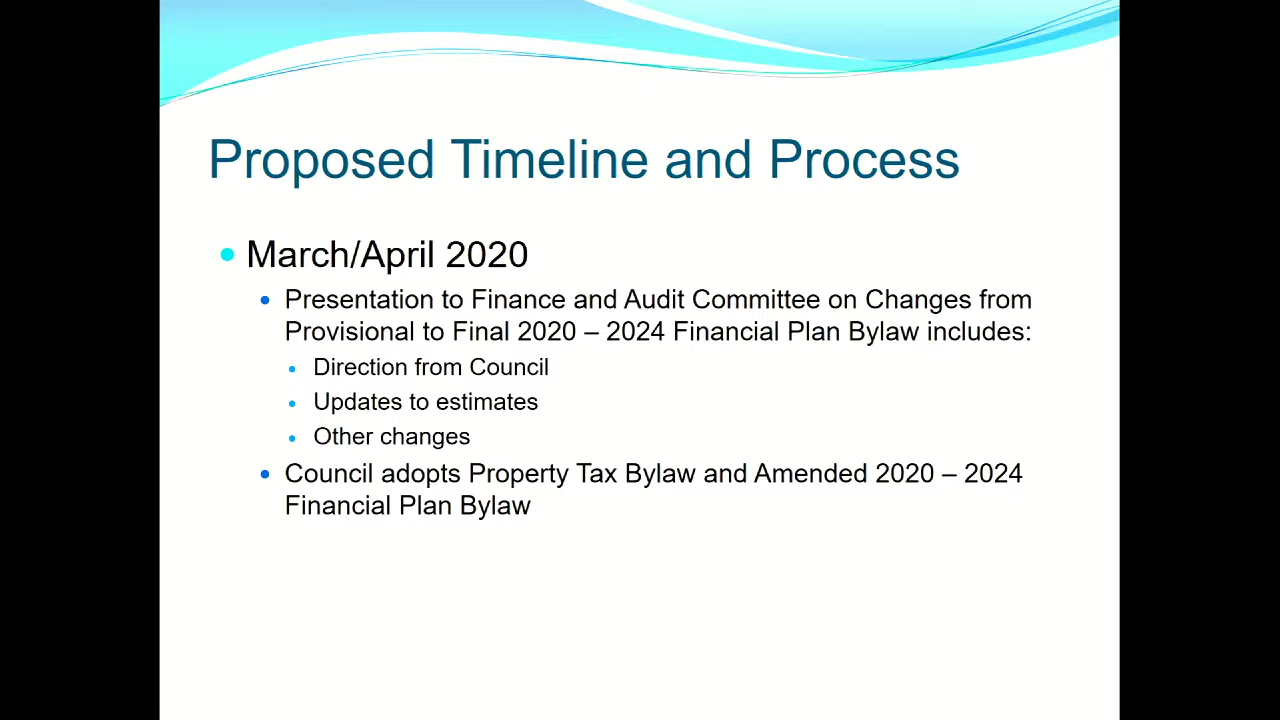 Proposed Timeline and Process
• March/April 2020
• Presentation to Finance and Audit Committee on Changes from
Provisional to Final 2020 – 2024 Financial Plan Bylaw includes:
• Direction from Council
• Updates to estimates
• Other changes
• Council adopts Property Tax Bylaw and Amended 2020 – 2024
Financial Plan Bylaw